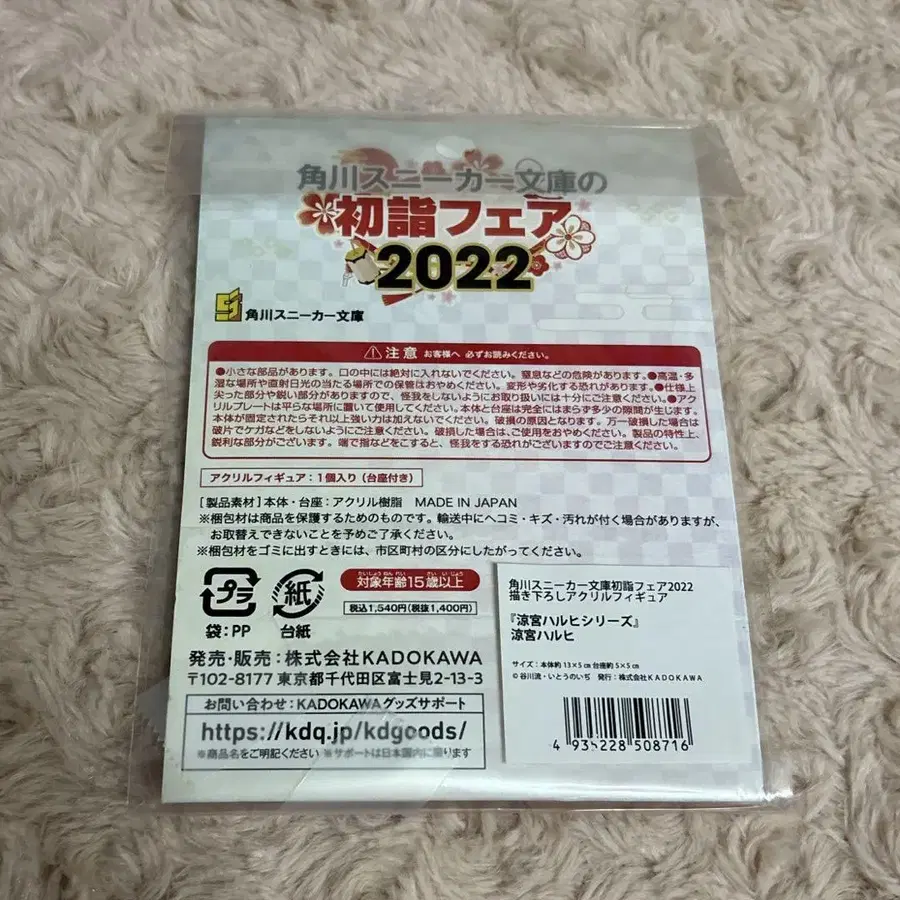 角川スニーカー文庫の
初詣フェア
2022
角川スニーカー文庫
注意 お客様へ 必ずお読みください。
●小さな部品があります。口の中には絶対に入れないでください。窒息などの危険があります。●高温・多
湿な場所や直射日光の当たる場所での保管はおやめください。変形や劣化する恐れがあります。●仕様上
尖った部分や鋭い部分がありますので、怪我をしないようにお取り扱いには十分にご注意ください。●アク
リルプレートは平らな場所に置いて使用してください。本体と台座は完全にはまらず多少の隙間が生じます。
本体が固定されたらそれ以上強い力は加えないでください。破損の原因となります。万一破損した場合は
破片でケガなどをしないようにご注意ください。破損した場合は、ご使用をおやめください。製品の特性上、
鋭利な部分がございます。端で指などをこすると、怪我をする恐れがございますのでご注意ください。
アクリルフィギュア:1個入り(台座付き)
[製品素材]本体・台座:アクリル樹脂 MADE IN JAPAN
※梱包材は商品を保護するためのものです。輸送中にヘコミ・キズ・汚れが付く場合がありますが、
お取替えできないことを予めご了承ください。
※梱包材をゴミに出すときには、市区町村の区分にしたがってください。
プラ
袋:PP
紙
台紙
たいしょうねんれい さいいじょう
対象年齢15歳以上
税込1,540円(税抜1,400円)
発売・販売:株式会社KADOKAWA
〒102-8177 東京都千代田区富士見2-13-3
お問い合わせ:KADOKAWAグッズサポート
https://kdq.jp/kdgoods/
※商品名をご明記ください ※サポートは日本国内に限ります
角川スニーカー文庫初詣フェア2022
描き下ろしアクリルフィギュア
『涼宮ハルヒシリーズ』
涼宮ハルヒ
サイズ:本体約 13×5㎝ 台座約 5×5㎝
© 谷川流・いとうのいぢ 発行:株式会社KADOKAWA
4 935228 508716